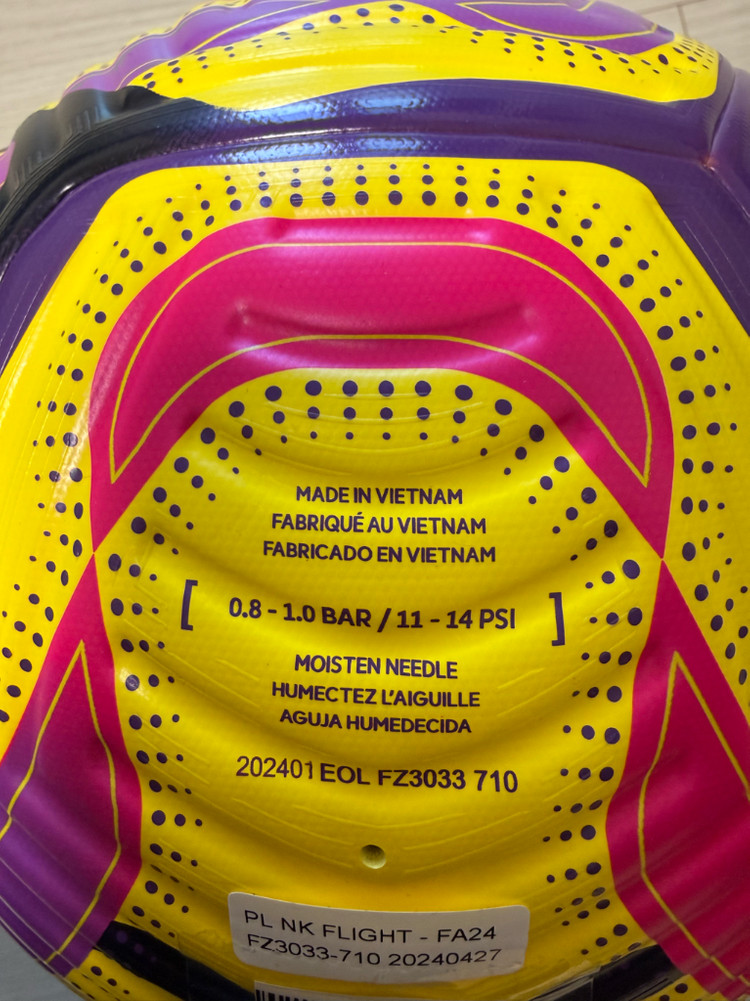 MADE IN VIETNAM
FABRIQUÉ AU VIETNAM
FABRICADO EN VIETNAM
[ 0.8 - 1.0 BAR / 11 - 14 PSI ]
MOISTEN NEEDLE
HUMECTEZ L'AIGUILLE
AGUJA HUMEDECIDA
202401 EOL FZ3033 710
PL NK FLIGHT - FA24
FZ3033-710 20240427